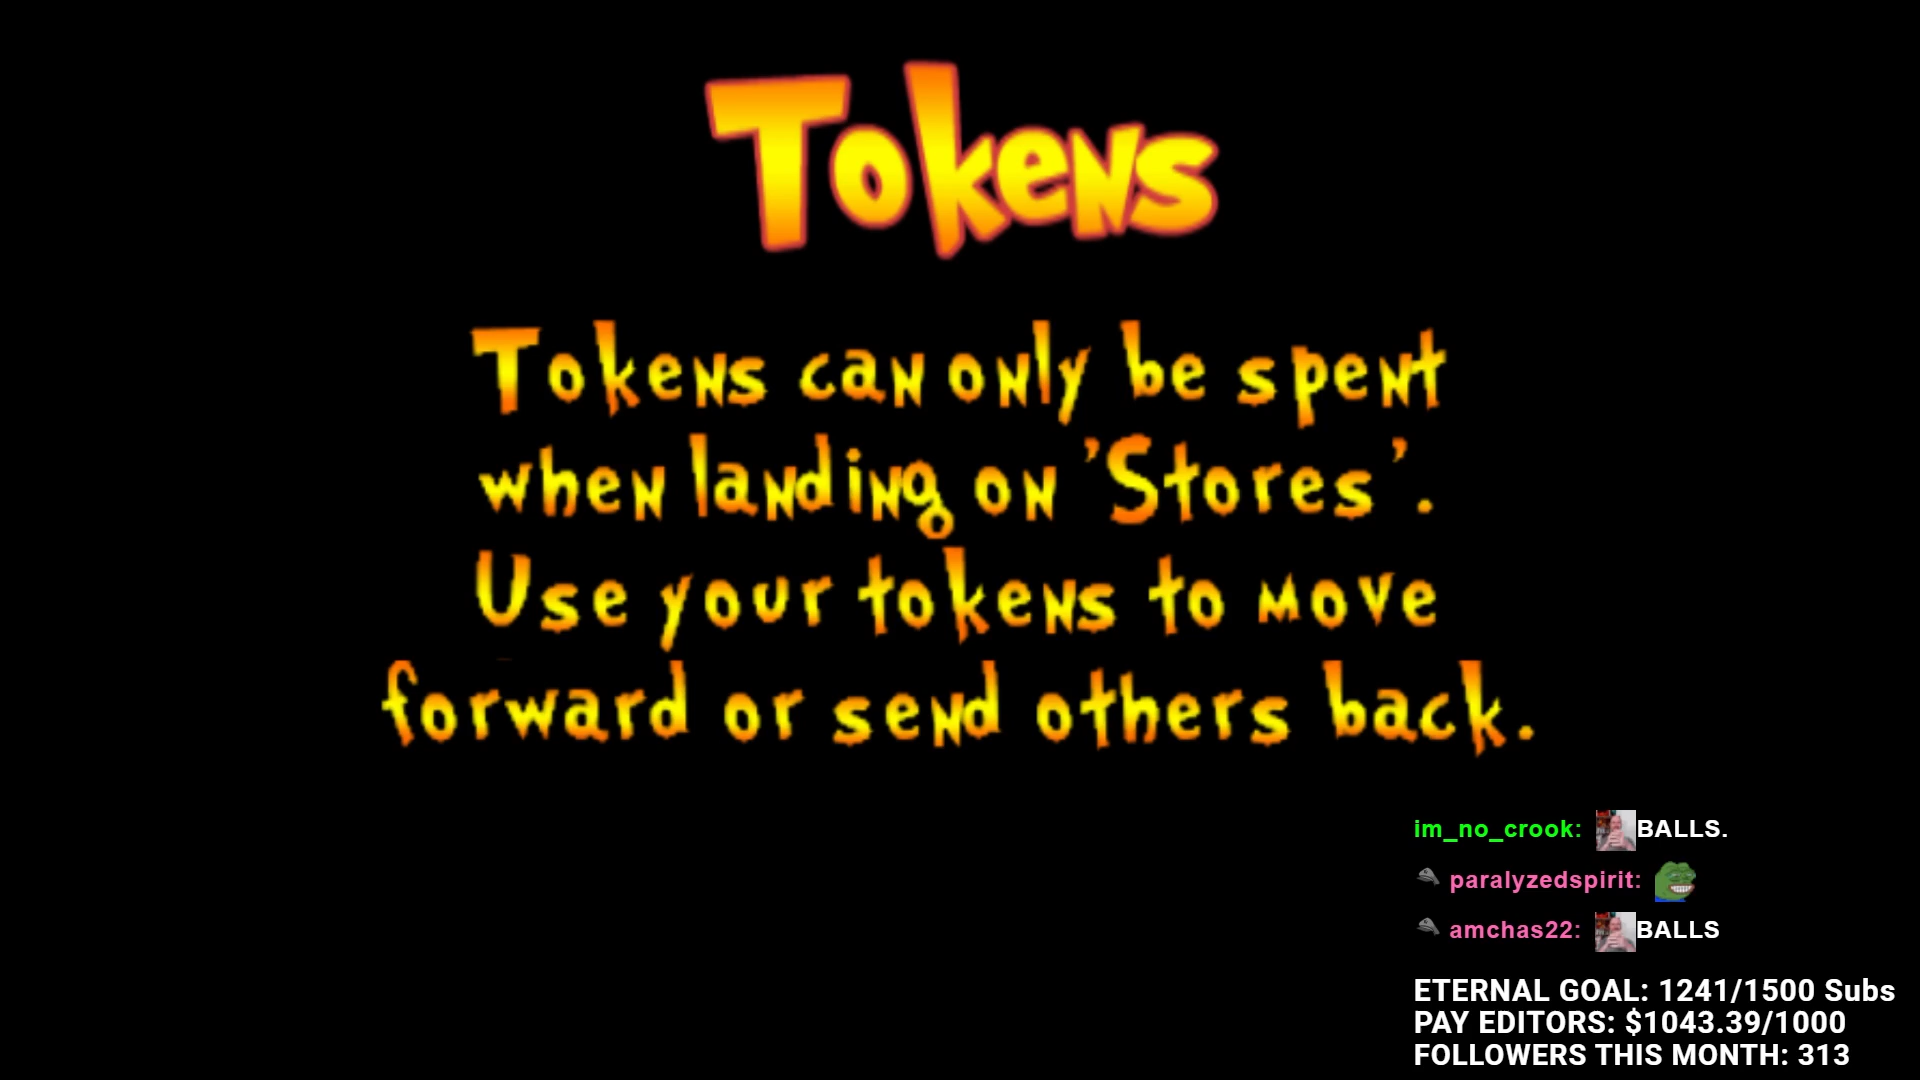 Tokens
Tokens can only be spent
when landing on 'Stores'.
Use your tokens to move
forward or send others back.
im_no_crook: BALLS.
paralyzedspirit:
amchas22: BALLS
ETERNAL GOAL: 1241/1500 Subs
PAY EDITORS: $1043.39/1000
FOLLOWERS THIS MONTH: 313